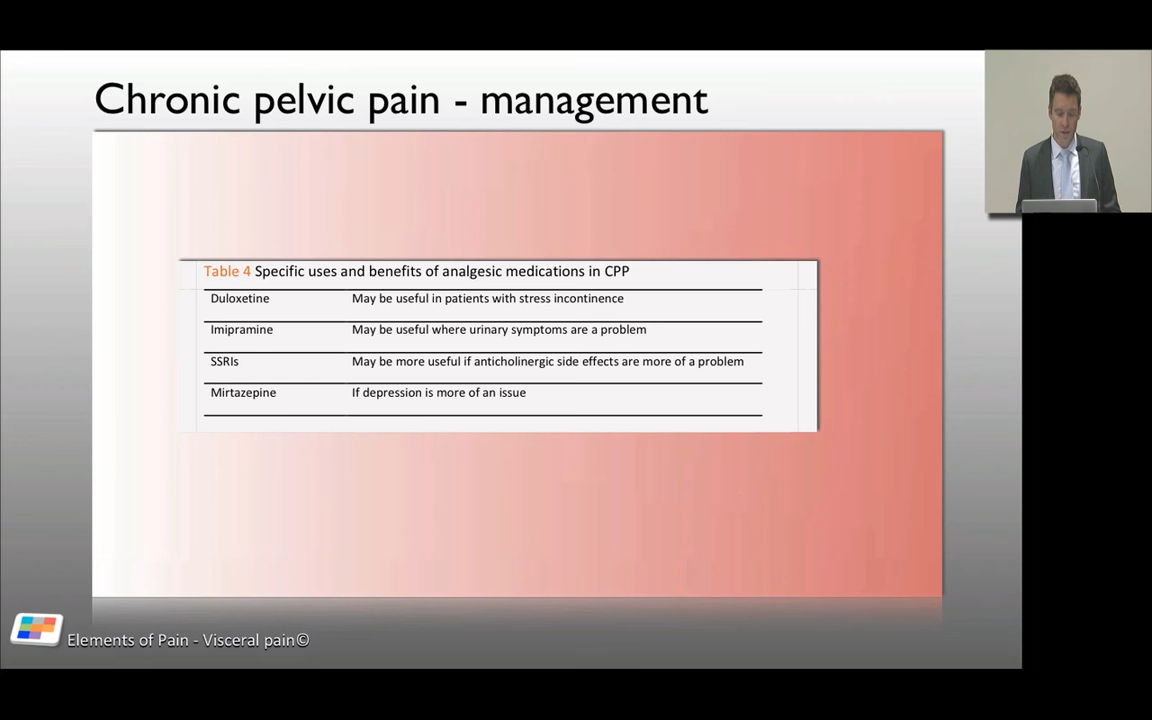 Chronic pelvic pain - management
Table 4 Specific uses and benefits of analgesic medications in CPP
Duloxetine May be useful in patients with stress incontinence
Imipramine May be useful where urinary symptoms are a problem
SSRIs May be more useful if anticholinergic side effects are more of a problem
Mirtazepine If depression is more of an issue
Elements of Pain - Visceral pain©